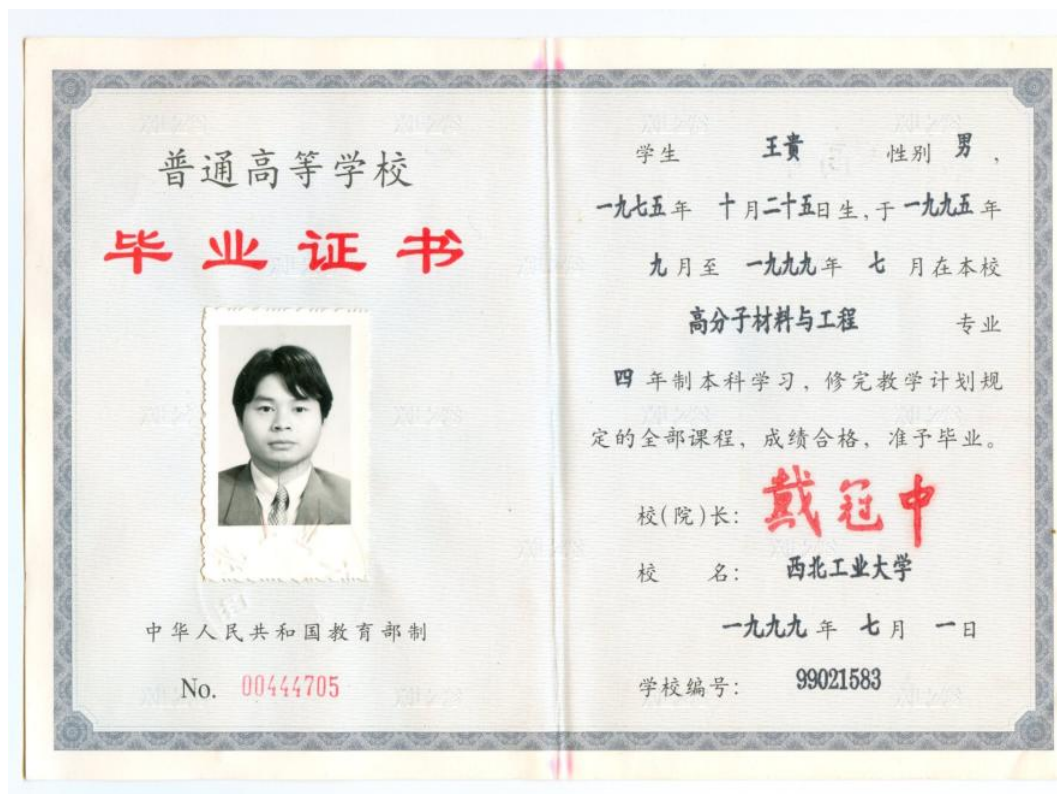 普通高等学校
毕业证书
中华人民共和国教育部制
No. 00444705
学生 王贵 性别 男,
一九七五年 十月二十五日生,于一九九五年
九月至 一九九九年 七 月在本校
高分子材料与工程 专业
四 年制本科学习，修完教学计划规
定的全部课程，成绩合格，准予毕业。
校(院)长: 戴冠中
校 名: 西北工业大学
一九九九 年 七 月 一 日
学校编号: 99021583